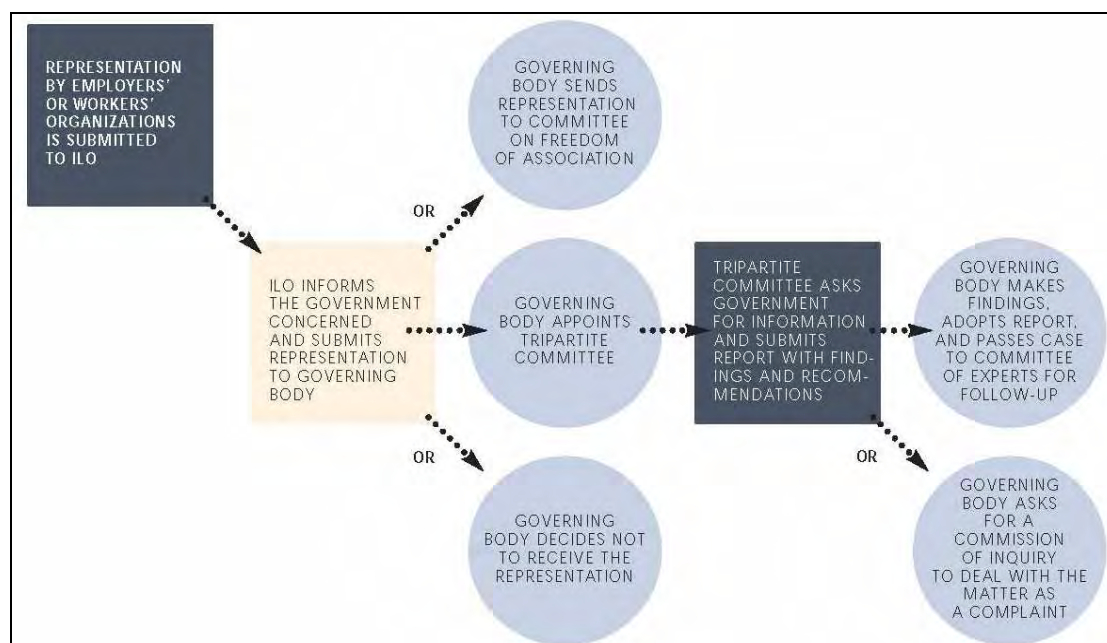 REPRESENTATION
BY EMPLOYERS'
OR WORKERS'
ORGANIZATIONS
IS SUBMITTED
TO ILO
ILO INFORMS
THE GOVERNMENT
CONCERNED
AND SUBMITS
REPRESENTATION
TO GOVERNING
BODY
OR
GOVERNING
BODY SENDS
REPRESENTATION
TO COMMITTEE
ON FREEDOM
OF ASSOCIATION
GOVERNING
BODY APPOINTS
TRIPARTITE
COMMITTEE
OR
GOVERNING
BODY DECIDES NOT
TO RECEIVE THE
REPRESENTATION
TRIPARTITE
COMMITTEE ASKS
GOVERNMENT
FOR INFORMATION
AND SUBMITS
REPORT WITH FIND-
INGS AND RECOM-
MENDATIONS
GOVERNING
BODY MAKES
FINDINGS,
ADOPTS REPORT,
AND PASSES CASE
TO COMMITTEE
OF EXPERTS FOR
FOLLOW-UP
OR
GOVERNING
BODY ASKS
FOR A
COMMISSION
OF INQUIRY
TO DEAL WITH THE
MATTER AS
A COMPLAINT